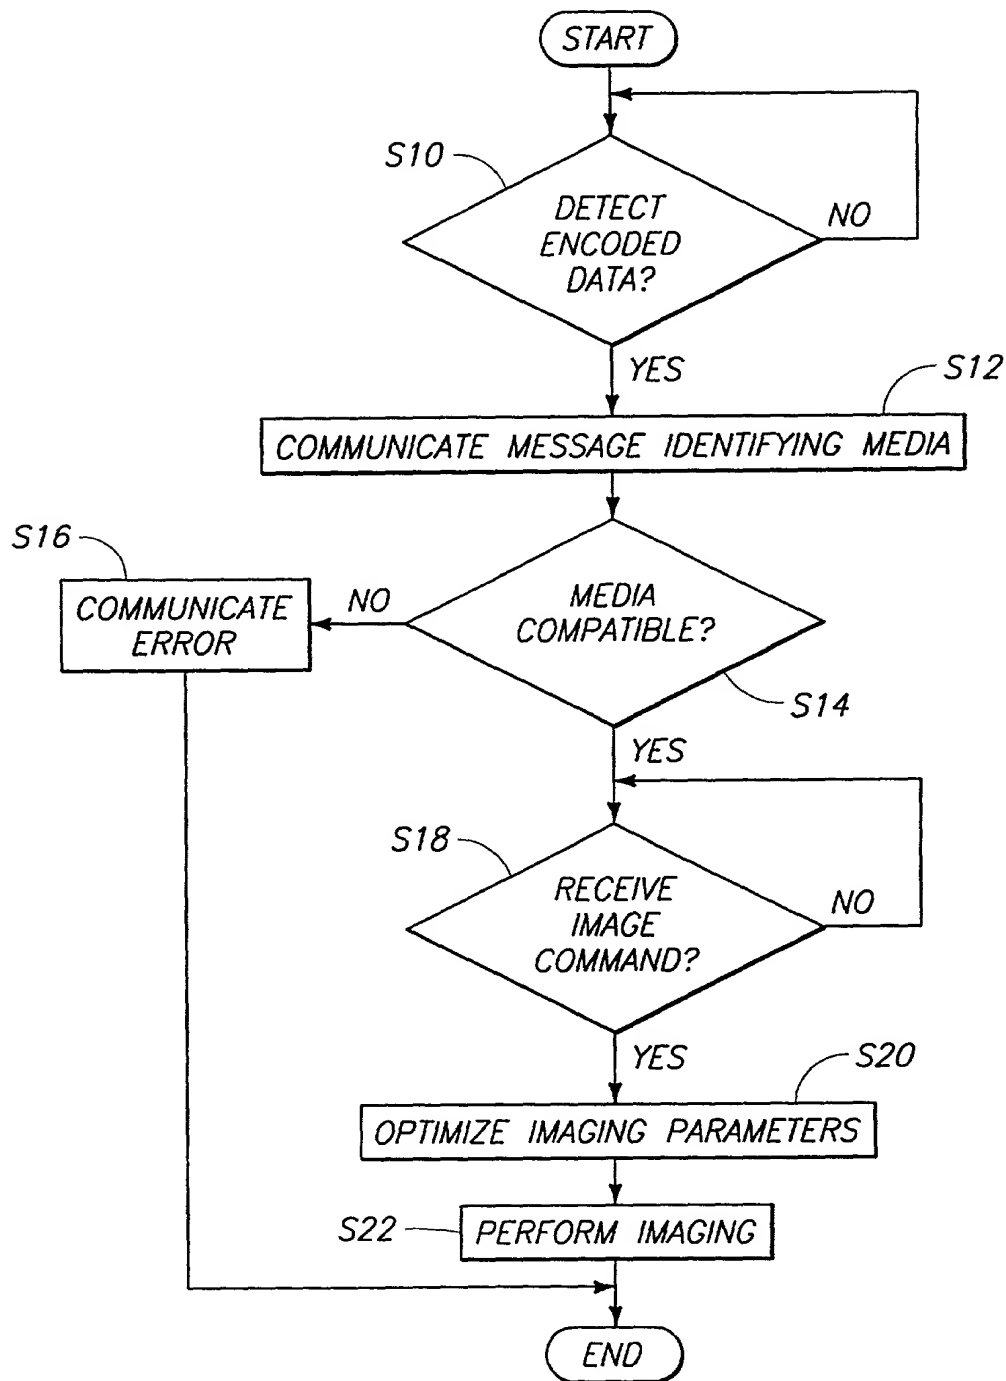 START
S10
DETECT
ENCODED
DATA?
NO
YES
S12
COMMUNICATE MESSAGE IDENTIFYING MEDIA
S16
COMMUNICATE
ERROR
NO
MEDIA
COMPATIBLE?
S14
YES
S18
RECEIVE
IMAGE
COMMAND?
NO
YES
S20
OPTIMIZE IMAGING PARAMETERS
S22
PERFORM IMAGING
END